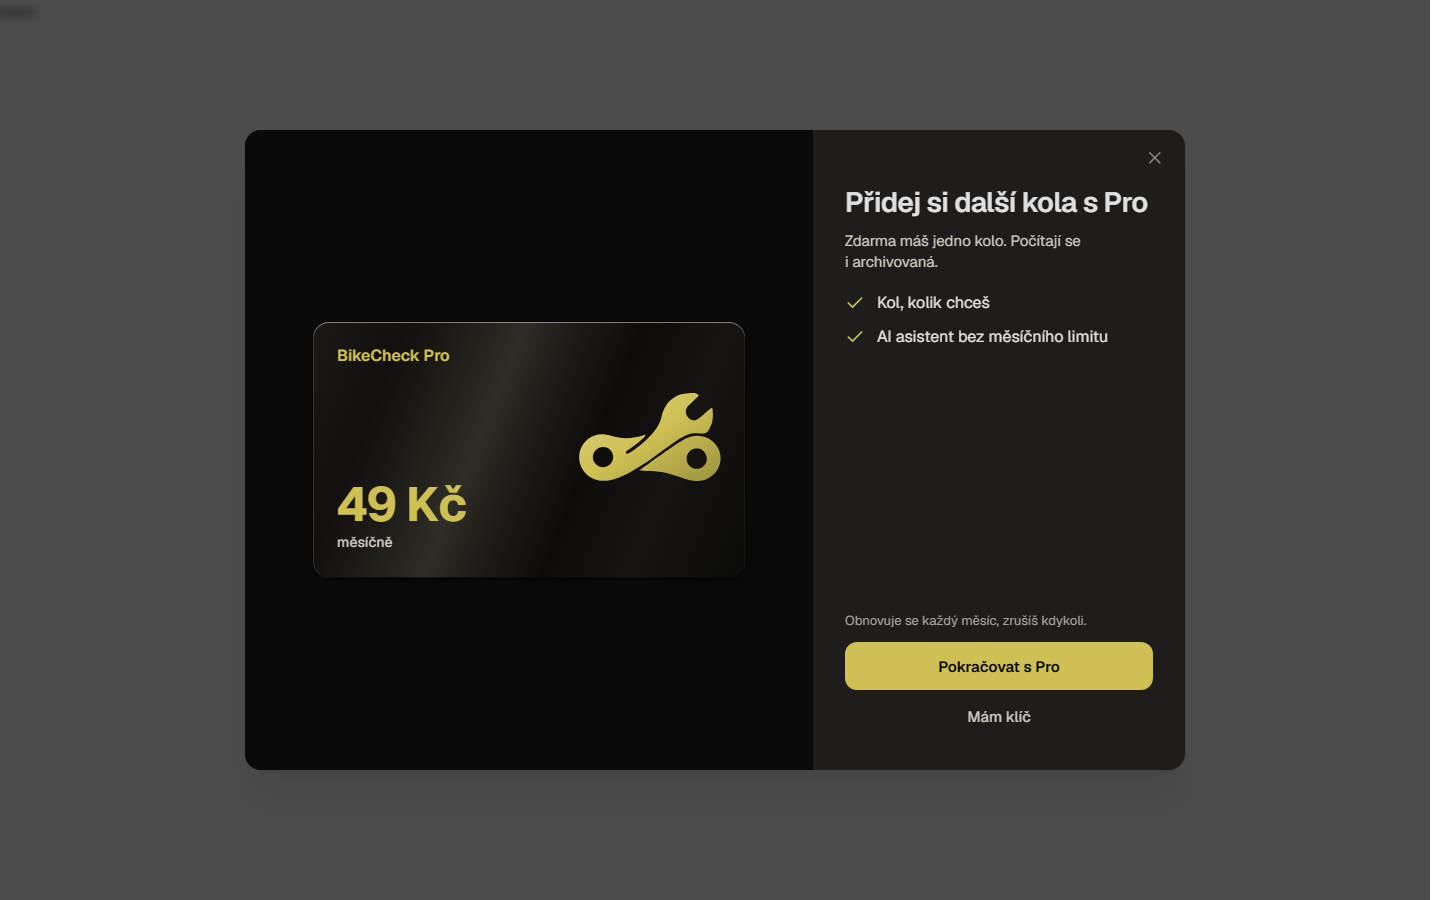 BikeCheck Pro
49 Kč
měsíčně
Přidej si další kola s Pro
Zdarma máš jedno kolo. Počítají se
i archivovaná.
Kol, kolik chceš
AI asistent bez měsíčního limitu
Obnovuje se každý měsíc, zrušíš kdykoli.
Pokračovat s Pro
Mám klíč